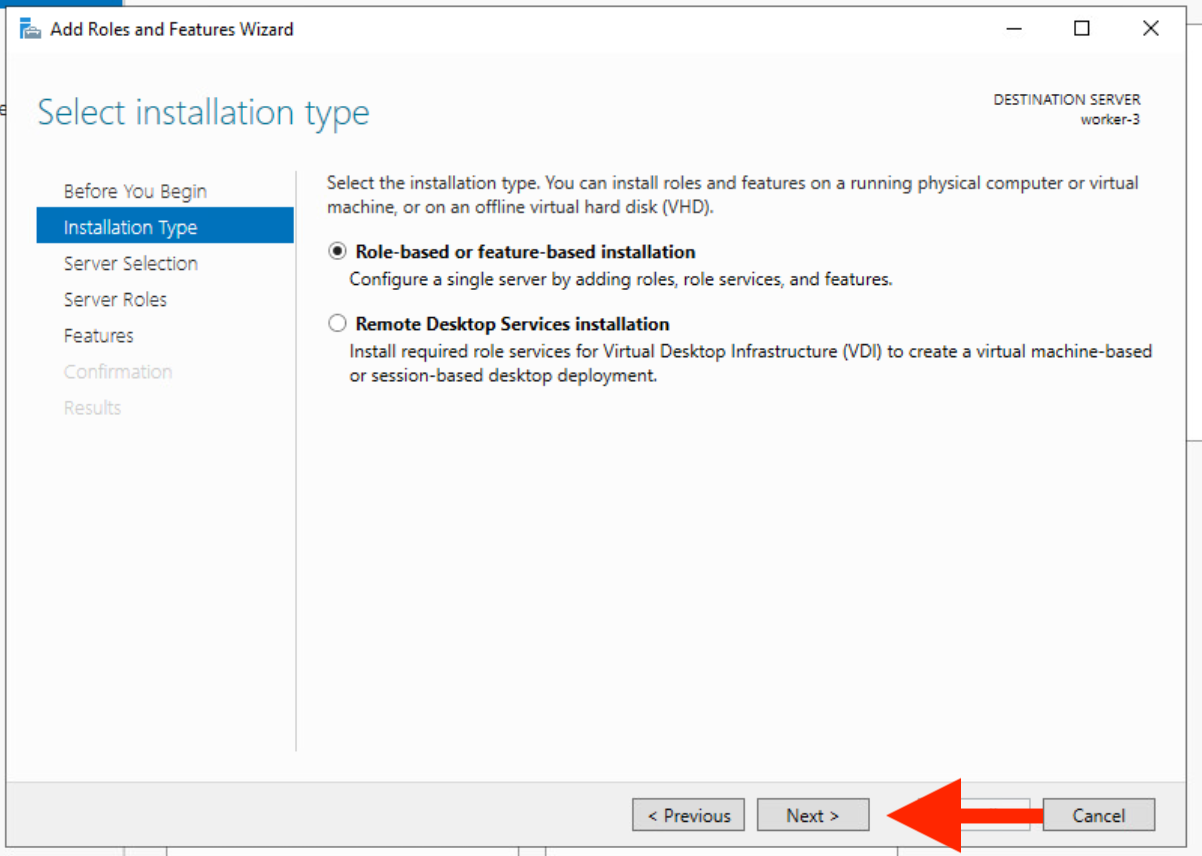 Add Roles and Features Wizard
Select installation type
DESTINATION SERVER
worker-3
Before You Begin
Installation Type
Server Selection
Server Roles
Features
Confirmation
Results
Select the installation type. You can install roles and features on a running physical computer or virtual
machine, or on an offline virtual hard disk (VHD).
Role-based or feature-based installation
Configure a single server by adding roles, role services, and features.
Remote Desktop Services installation
Install required role services for Virtual Desktop Infrastructure (VDI) to create a virtual machine-based
or session-based desktop deployment.
< Previous
Next >
Cancel